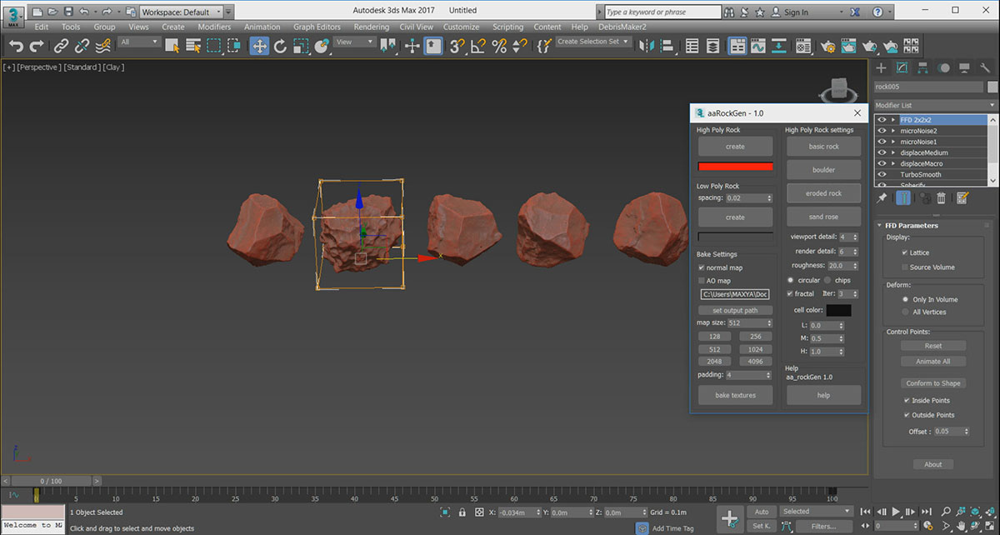 3
MAX
Workspace: Default
Autodesk 3ds Max 2017    Untitled
Type a keyword or phrase
Sign In
Edit Tools Group Views Create Modifiers Animation Graph Editors Rendering Civil View Customize Scripting Content Help DebrisMaker2
All
View
Create Selection Set
[+] [Perspective] [Standard] [Clay]
rock005
Modifier List
FFD 2x2x2
microNoise2
microNoise1
displaceMedium
displaceMacro
TurboSmooth
Spherify
FFD Parameters
Display:
Lattice
Source Volume
Deform:
Only In Volume
All Vertices
Control Points:
Reset
Animate All
Conform to Shape
Inside Points
Outside Points
Offset : 0.05
About
aaRockGen - 1.0
High Poly Rock
create
Low Poly Rock
spacing: 0.02
create
Bake Settings
normal map
AO map
C:\Users\MAXYA\Doc
set output path
map size: 512
128 256
512 1024
2048 4096
padding: 4
bake textures
High Poly Rock settings
basic rock
boulder
eroded rock
sand rose
viewport detail: 4
render detail: 6
roughness: 20.0
circular chips
fractal Iter: 3
cell color:
L: 0.0
M: 0.5
H: 1.0
Help
aa_rockGen 1.0
help
z
x
0 / 100
0 5 10 15 20 25 30 35 40 45 50 55 60 65 70 75 80 85 90 95 100
1 Object Selected
X: -0.034m Y: 0.0m Z: 0.0m Grid = 0.1m
Auto Selected
Welcome to MA
Click and drag to select and move objects
Add Time Tag
Set K. Filters... 0